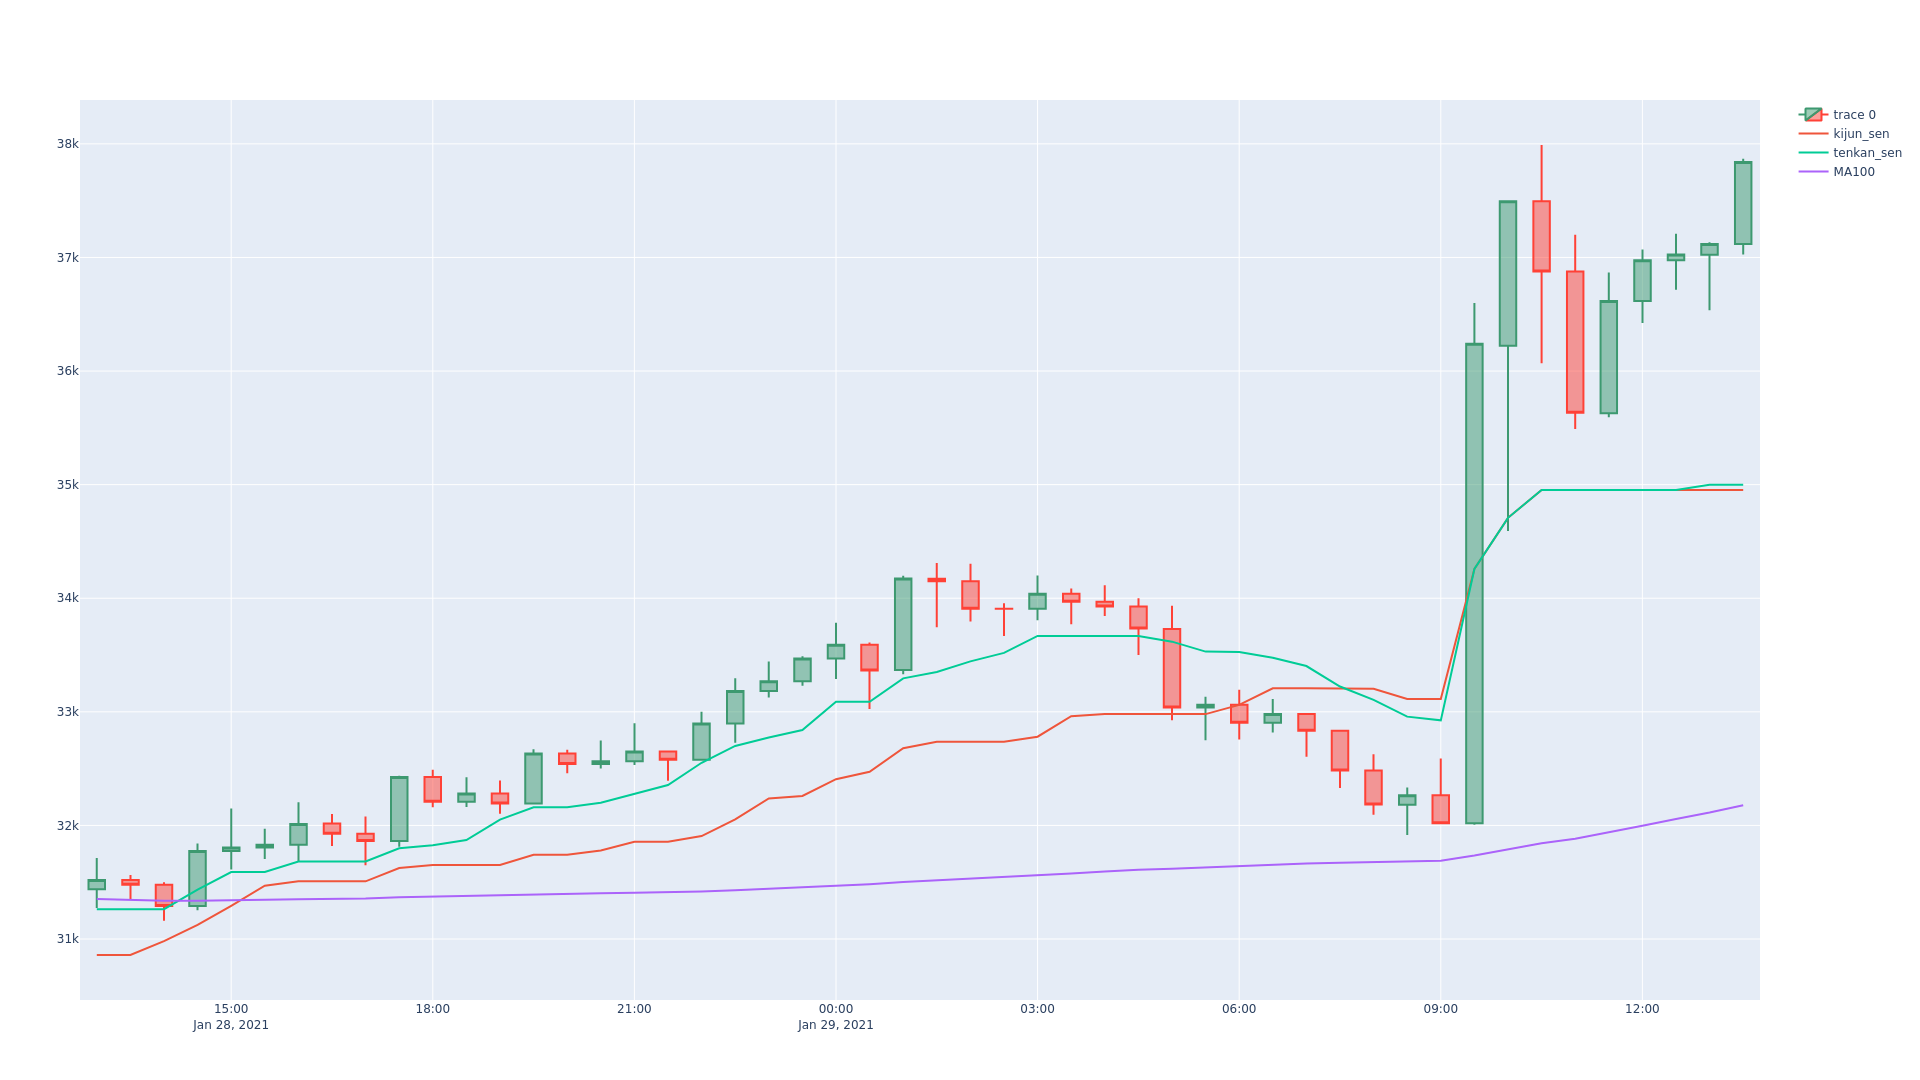 trace 0
kijun_sen
tenkan_sen
MA100
38k
37k
36k
35k
34k
33k
32k
31k
15:00 18:00 21:00 00:00 03:00 06:00 09:00 12:00
Jan 28, 2021 Jan 29, 2021